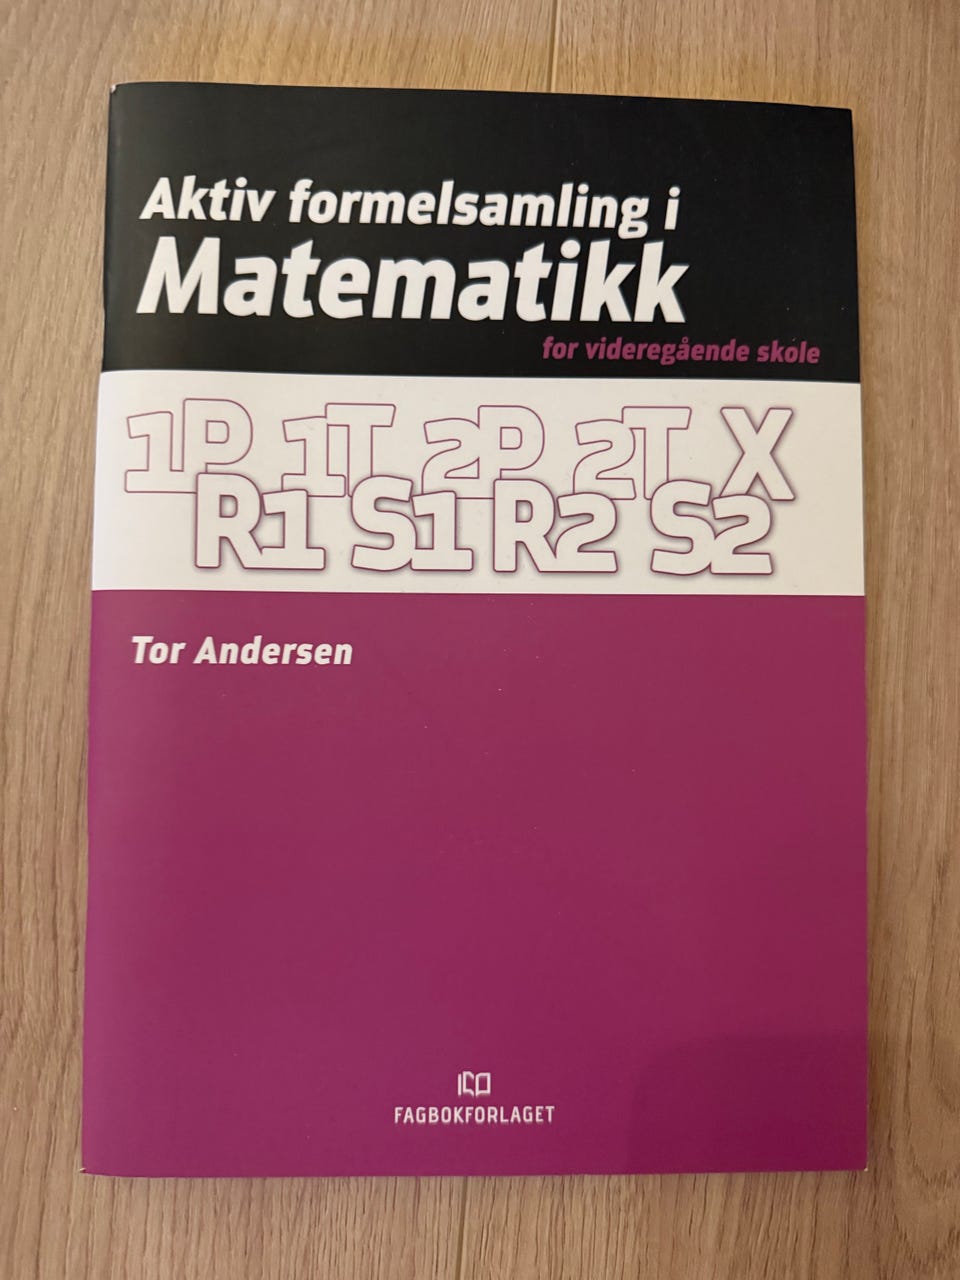 Aktiv formelsamling i
Matematikk
for videregående skole
1P 1T 2P 2T X
R1 S1 R2 S2
Tor Andersen
FAGBOKFORLAGET